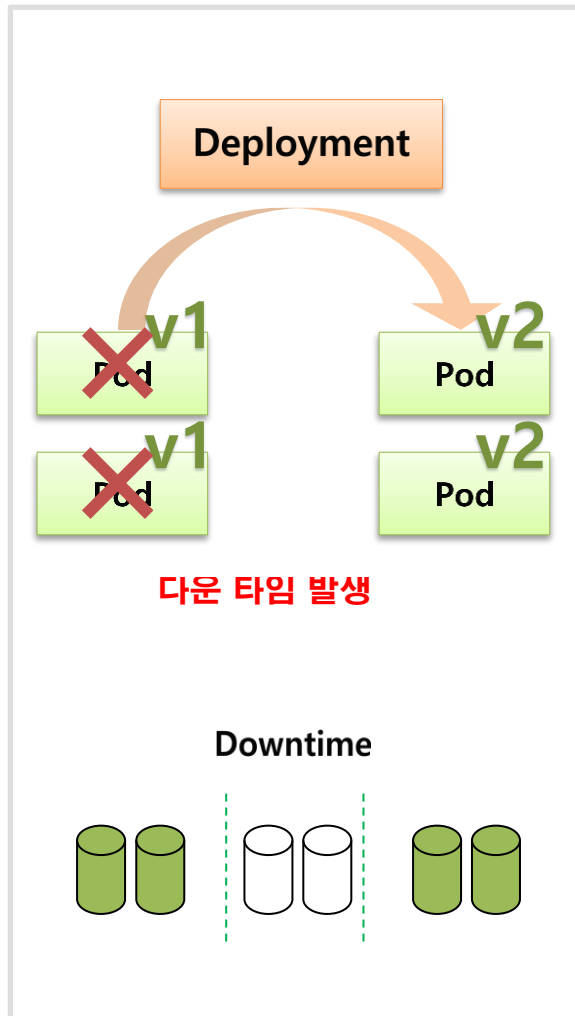 Deployment
v1
v2
Pod
Pod
v1
v2
Pod
Pod
다운 타임 발생
Downtime